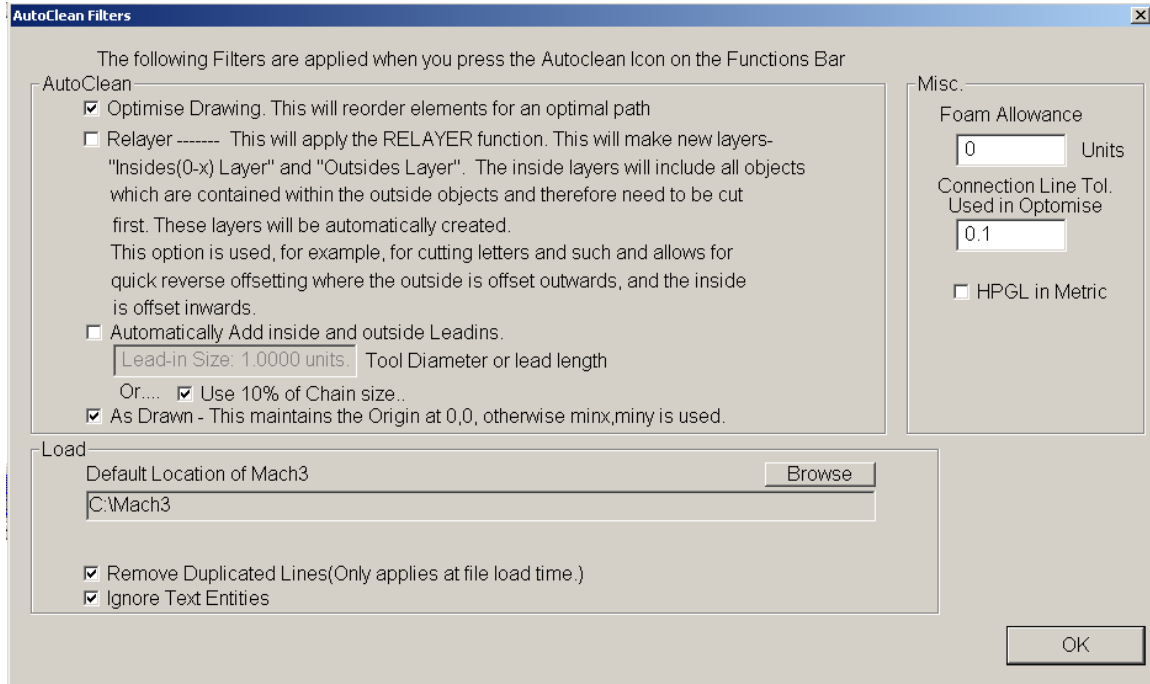 AutoClean Filters
The following Filters are applied when you press the Autoclean Icon on the Functions Bar
AutoClean
Optimise Drawing. This will reorder elements for an optimal path
Relayer ------- This will apply the RELAYER function. This will make new layers-
"Insides(0-x) Layer" and "Outsides Layer". The inside layers will include all objects
which are contained within the outside objects and therefore need to be cut
first. These layers will be automatically created.
This option is used, for example, for cutting letters and such and allows for
quick reverse offsetting where the outside is offset outwards, and the inside
is offset inwards.
Automatically Add inside and outside Leadins.
Lead-in Size: 1.0000 units. Tool Diameter or lead length
Or.... Use 10% of Chain size..
As Drawn - This maintains the Origin at 0,0, otherwise minx,miny is used.
Misc.
Foam Allowance
0 Units
Connection Line Tol.
Used in Optomise
0.1
HPGL in Metric
Load
Default Location of Mach3
Browse
C:\Mach3
Remove Duplicated Lines(Only applies at file load time.)
Ignore Text Entities
OK